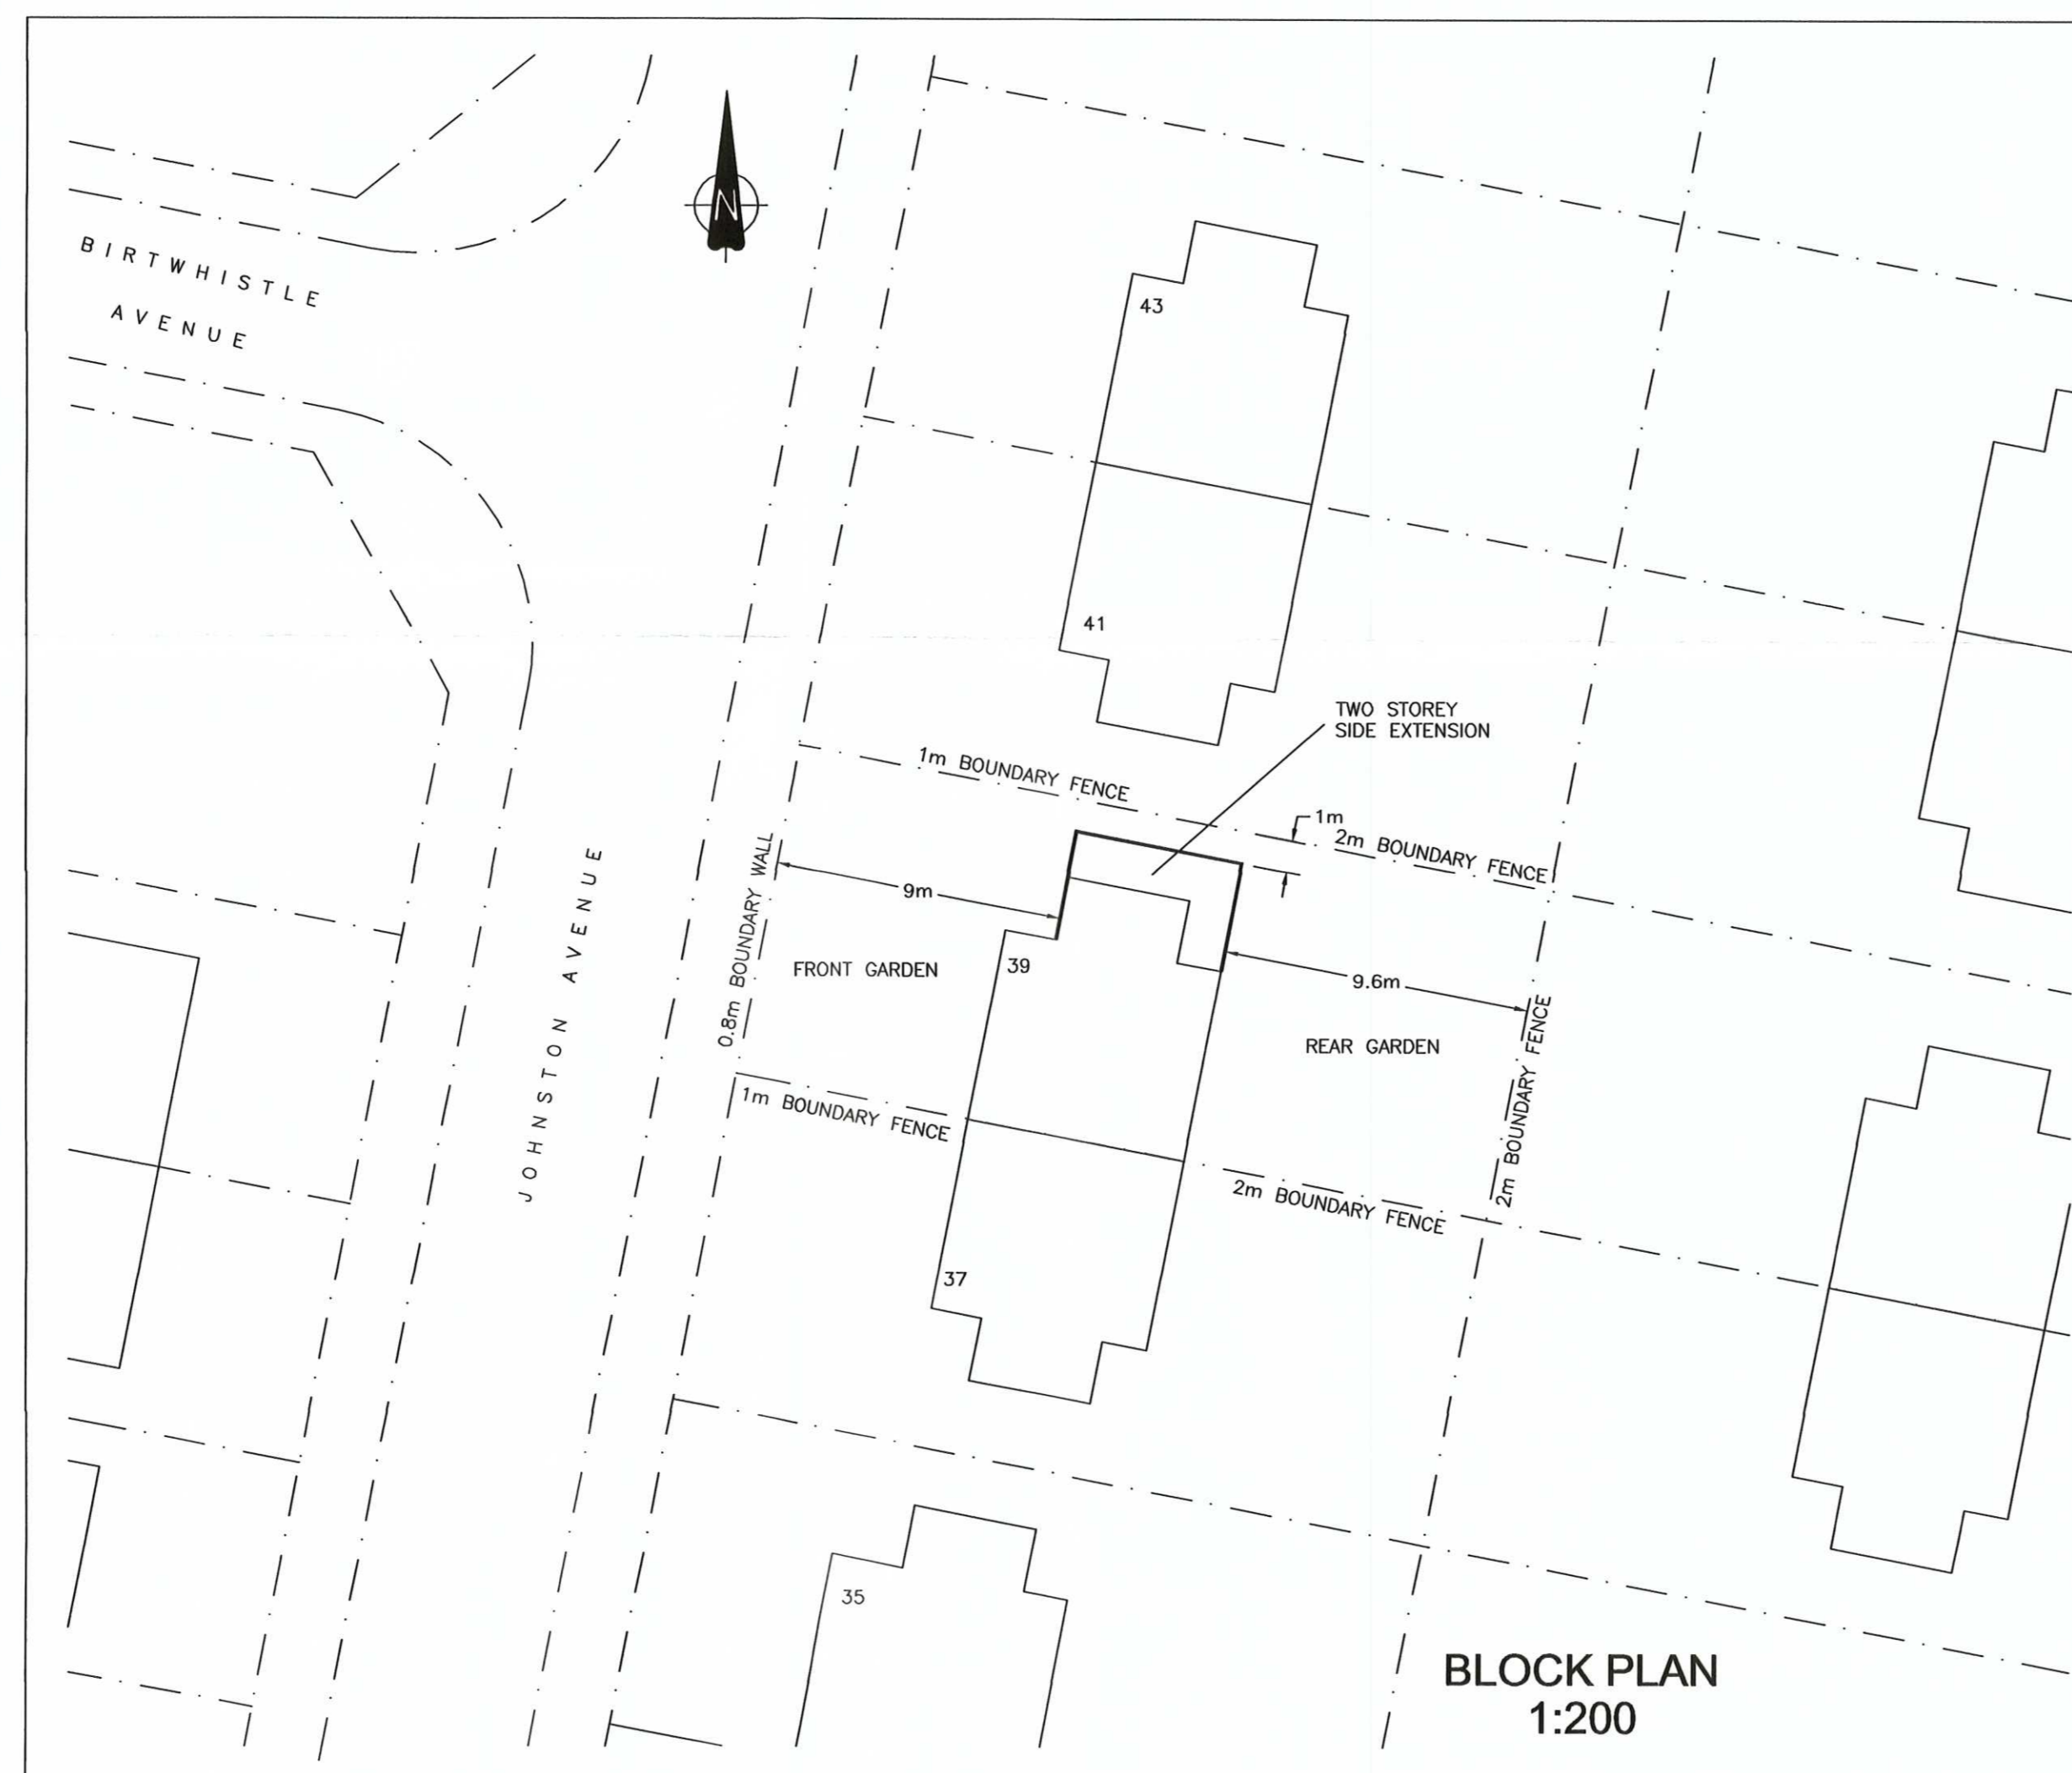 BIRTWHISTLE
AVENUE
N
43
41
TWO STOREY
SIDE EXTENSION
1m BOUNDARY FENCE
1m
2m BOUNDARY FENCE
0.8m BOUNDARY WALL
9m
39
FRONT GARDEN
9.6m
JOHNSTON AVENUE
REAR GARDEN
2m BOUNDARY FENCE
1m BOUNDARY FENCE
2m BOUNDARY FENCE
37
35
BLOCK PLAN
1:200